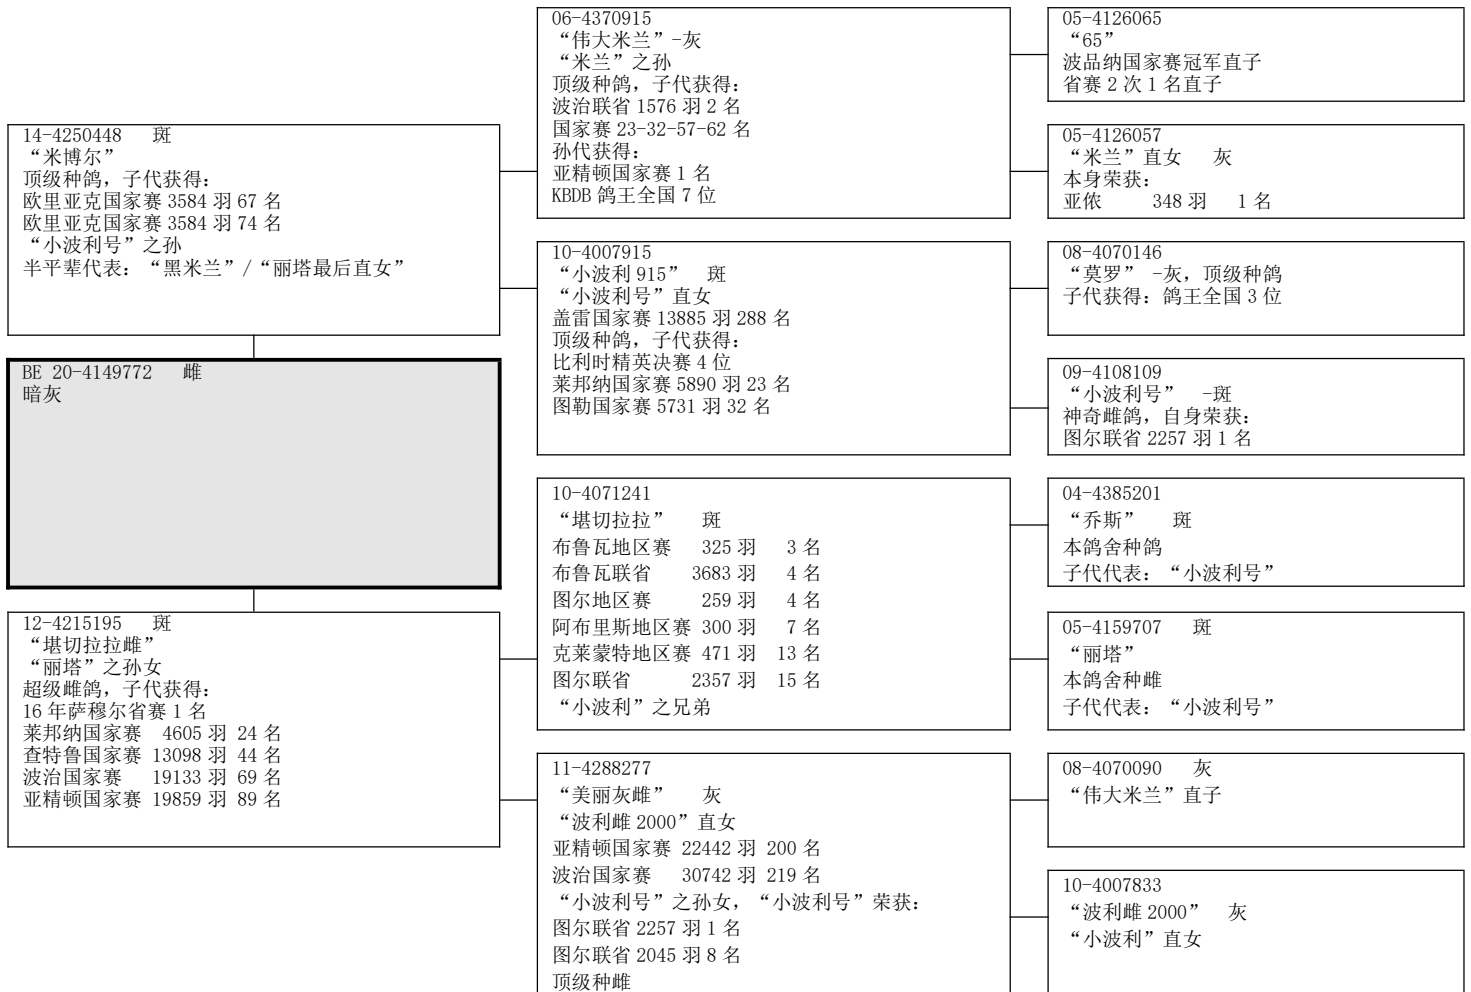 14-4250448 斑
“米博尔”
顶级种鸽，子代获得：
欧里亚克国家赛 3584 羽 67 名
欧里亚克国家赛 3584 羽 74 名
“小波利号”之孙
半平辈代表：“黑米兰”/“丽塔最后直女”
BE 20-4149772 雌
暗灰
12-4215195 斑
“堪切拉拉雌”
“丽塔”之孙女
超级雌鸽，子代获得：
16 年萨穆尔省赛 1 名
莱邦纳国家赛 4605 羽 24 名
查特鲁国家赛 13098 羽 44 名
波治国家赛 19133 羽 69 名
亚精顿国家赛 19859 羽 89 名
06-4370915
“伟大米兰”-灰
“米兰”之孙
顶级种鸽，子代获得：
波治联省 1576 羽 2 名
国家赛 23-32-57-62 名
孙代获得：
亚精顿国家赛 1 名
KBDB 鸽王全国 7 位
10-4007915
“小波利 915” 斑
“小波利号”直女
盖雷国家赛 13885 羽 288 名
顶级种鸽，子代获得：
比利时精英决赛 4 位
莱邦纳国家赛 5890 羽 23 名
图勒国家赛 5731 羽 32 名
10-4071241
“堪切拉拉” 斑
布鲁瓦地区赛 325 羽 3 名
布鲁瓦联省 3683 羽 4 名
图尔地区赛 259 羽 4 名
阿布里斯地区赛 300 羽 7 名
克莱蒙特地区赛 471 羽 13 名
图尔联省 2357 羽 15 名
“小波利”之兄弟
11-4288277
“美丽灰雌” 灰
“波利雌 2000”直女
亚精顿国家赛 22442 羽 200 名
波治国家赛 30742 羽 219 名
“小波利号”之孙女，“小波利号”荣获：
图尔联省 2257 羽 1 名
图尔联省 2045 羽 8 名
顶级种雌
05-4126065
“65”
波品纳国家赛冠军直子
省赛 2 次 1 名直子
05-4126057
“米兰”直女 灰
本身荣获：
亚侬 348 羽 1 名
08-4070146
“莫罗” -灰，顶级种鸽
子代获得：鸽王全国 3 位
09-4108109
“小波利号” -斑
神奇雌鸽，自身荣获：
图尔联省 2257 羽 1 名
04-4385201
“乔斯” 斑
本鸽舍种鸽
子代代表：“小波利号”
05-4159707 斑
“丽塔”
本鸽舍种雌
子代代表：“小波利号”
08-4070090 灰
“伟大米兰”直子
10-4007833
“波利雌 2000” 灰
“小波利”直女